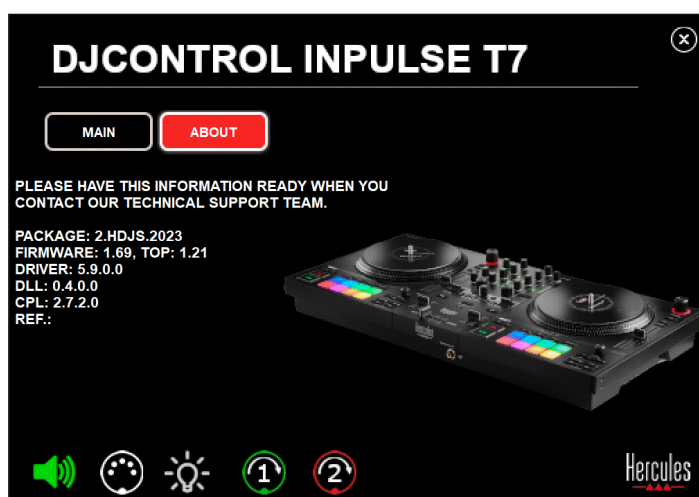 DJCONTROL INPULSE T7
MAIN
ABOUT
PLEASE HAVE THIS INFORMATION READY WHEN YOU
CONTACT OUR TECHNICAL SUPPORT TEAM.
PACKAGE: 2.HDJS.2023
FIRMWARE: 1.69, TOP: 1.21
DRIVER: 5.9.0.0
DLL: 0.4.0.0
CPL: 2.7.2.0
REF.:
1
2
Hercules